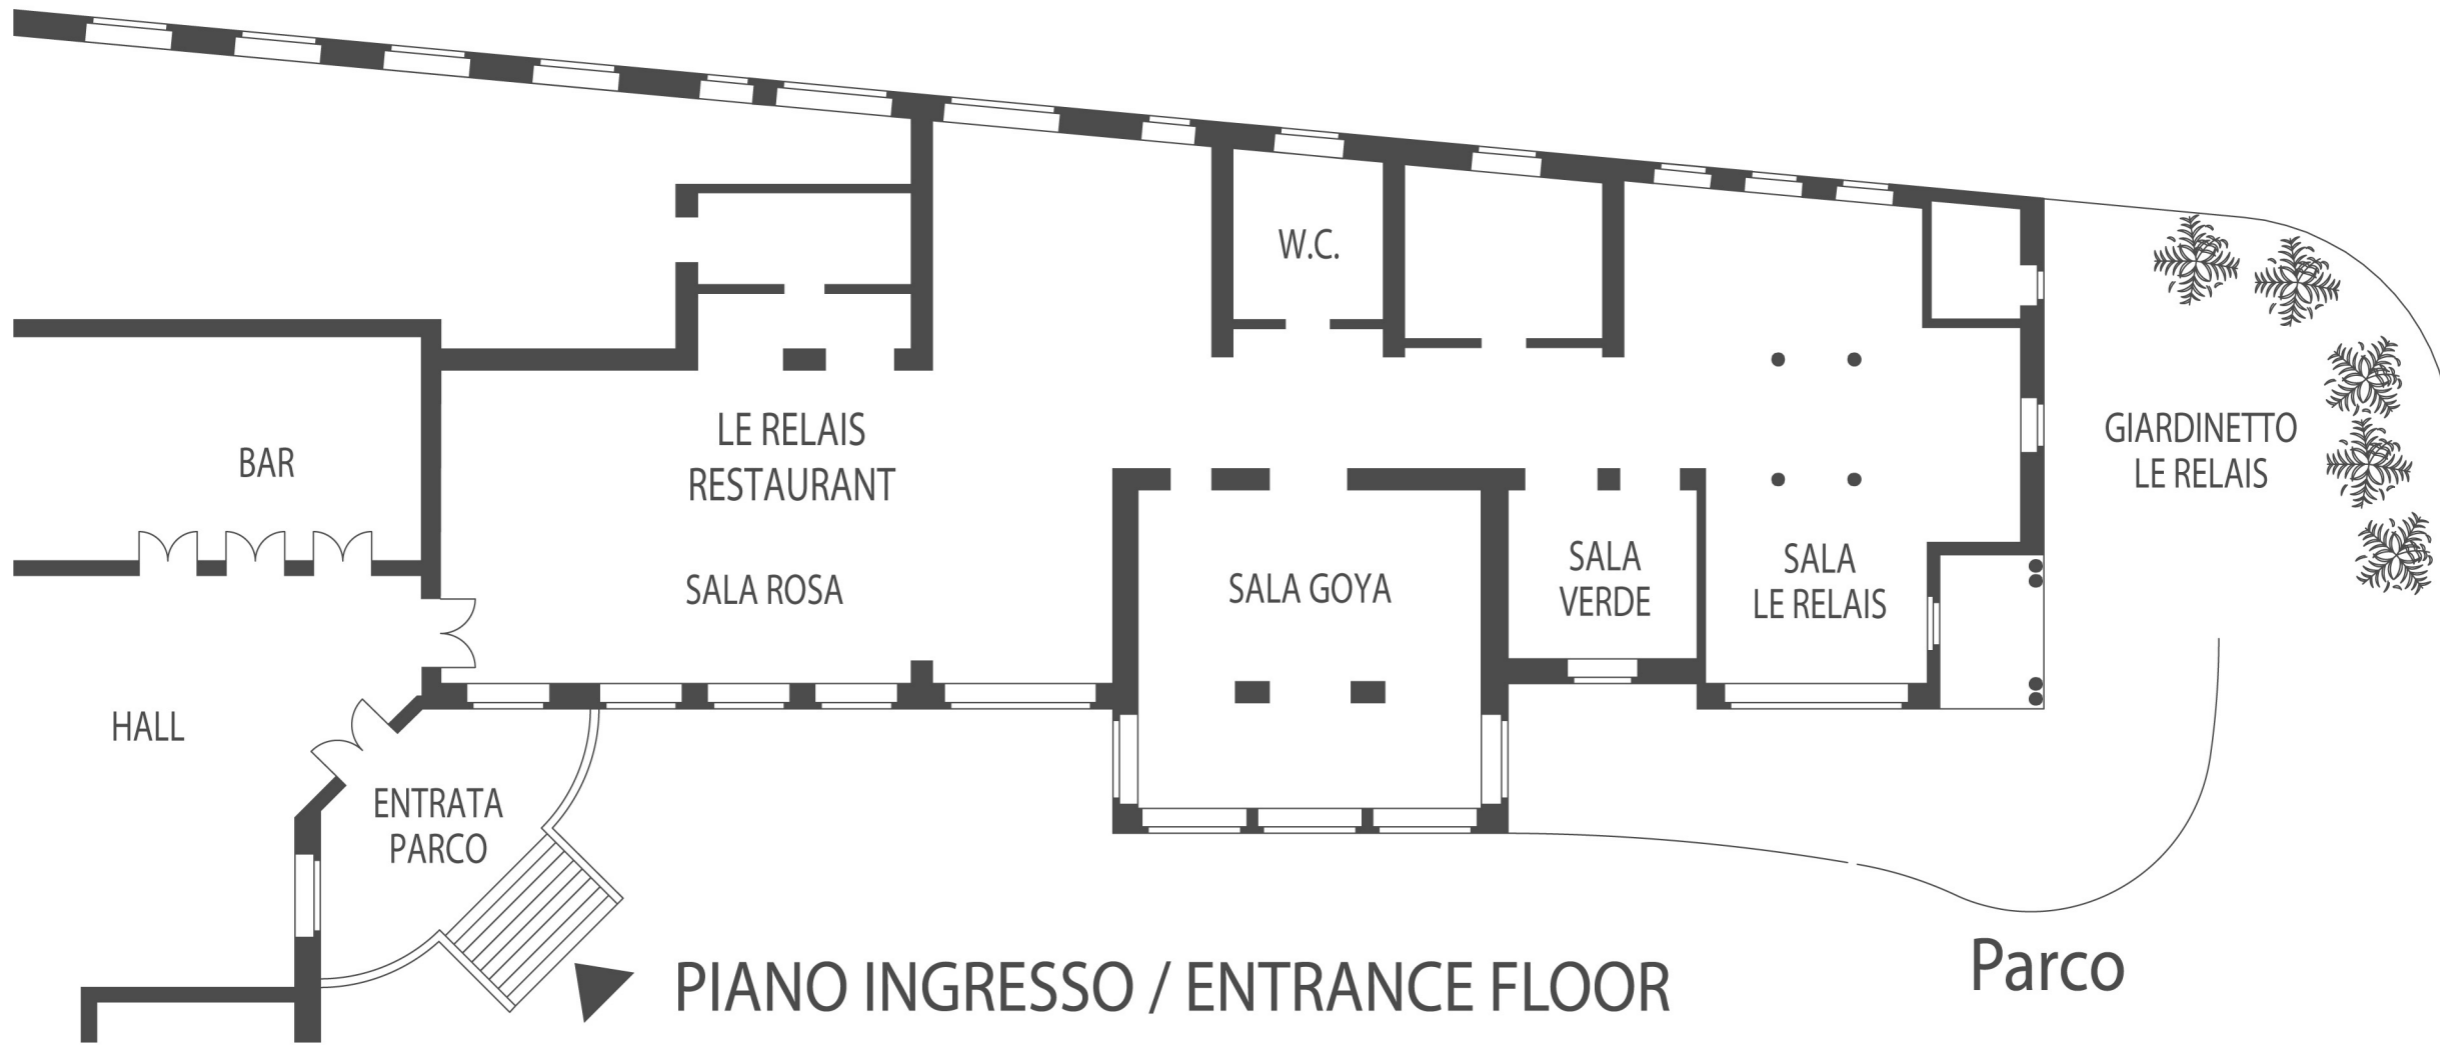 W.C.
LE RELAIS
RESTAURANT
BAR
GIARDINETTO
LE RELAIS
SALA ROSA
SALA GOYA
SALA
VERDE
SALA
LE RELAIS
HALL
ENTRATA
PARCO
PIANO INGRESSO / ENTRANCE FLOOR
Parco